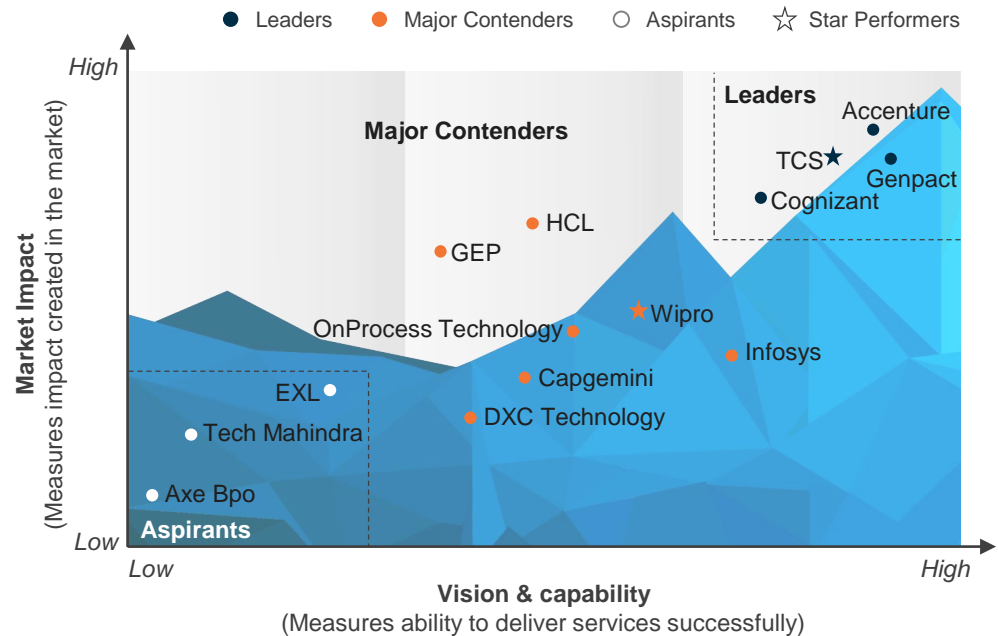 Leaders
Major Contenders
Aspirants
Star Performers
High
Market Impact
(Measures impact created in the market)
Leaders
Major Contenders
Accenture
TCS
Genpact
Cognizant
HCL
GEP
Wipro
OnProcess Technology
Infosys
Capgemini
EXL
DXC Technology
Tech Mahindra
Axe Bpo
Aspirants
Low
Low
High
Vision & capability
(Measures ability to deliver services successfully)